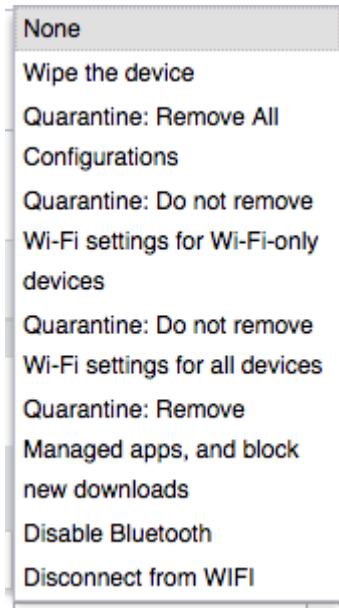 None
Wipe the device
Quarantine: Remove All
Configurations
Quarantine: Do not remove
Wi-Fi settings for Wi-Fi-only
devices
Quarantine: Do not remove
Wi-Fi settings for all devices
Quarantine: Remove
Managed apps, and block
new downloads
Disable Bluetooth
Disconnect from WIFI